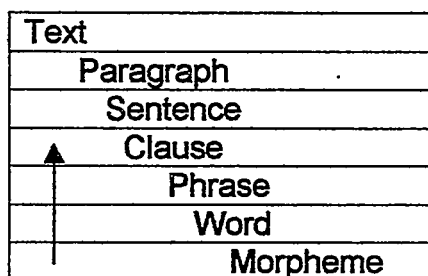 Text
Paragraph
Sentence
Clause
Phrase
Word
Morpheme